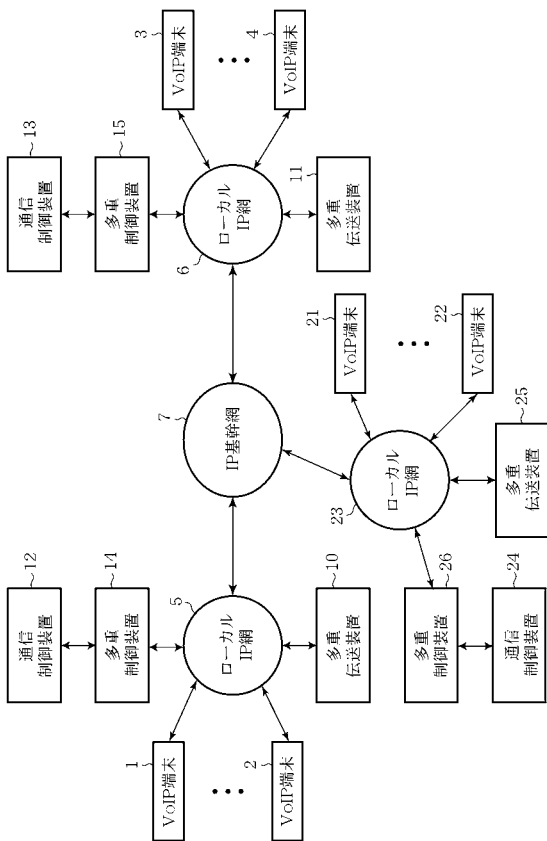 12
通信
制御装置
14
多重
制御装置
5
ローカル
IP網
1
VoIP端末
2
VoIP端末
10
多重
伝送装置
7
IP基幹網
13
通信
制御装置
15
多重
制御装置
6
ローカル
IP網
3
VoIP端末
4
VoIP端末
11
多重
伝送装置
21
VoIP端末
22
VoIP端末
23
ローカル
IP網
25
多重
伝送装置
26
多重
制御装置
24
通信
制御装置